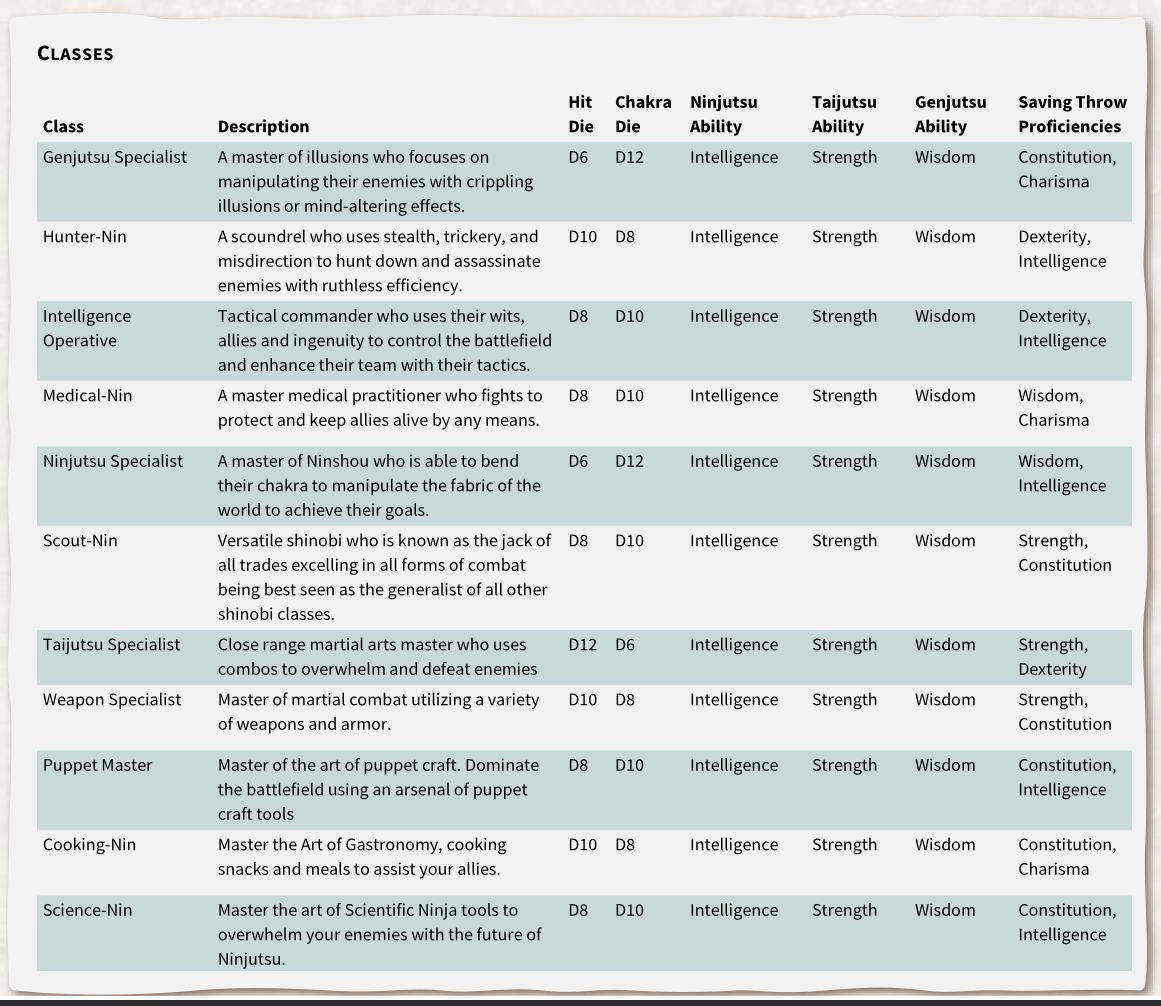 CLASSES
Class Description Hit Die Chakra Die Ninjutsu Ability Taijutsu Ability Genjutsu Ability Saving Throw Proficiencies
Genjutsu Specialist A master of illusions who focuses on D6 D12 Intelligence Strength Wisdom Constitution,
manipulating their enemies with crippling Charisma
illusions or mind-altering effects.
Hunter-Nin A scoundrel who uses stealth, trickery, and D10 D8 Intelligence Strength Wisdom Dexterity,
misdirection to hunt down and assassinate Intelligence
enemies with ruthless efficiency.
Intelligence Tactical commander who uses their wits, D8 D10 Intelligence Strength Wisdom Dexterity,
Operative allies and ingenuity to control the battlefield Intelligence
and enhance their team with their tactics.
Medical-Nin A master medical practitioner who fights to D8 D10 Intelligence Strength Wisdom Wisdom,
protect and keep allies alive by any means. Charisma
Ninjutsu Specialist A master of Ninshou who is able to bend D6 D12 Intelligence Strength Wisdom Wisdom,
their chakra to manipulate the fabric of the Intelligence
world to achieve their goals.
Scout-Nin Versatile shinobi who is known as the jack of D8 D10 Intelligence Strength Wisdom Strength,
all trades excelling in all forms of combat Constitution
being best seen as the generalist of all other
shinobi classes.
Taijutsu Specialist Close range martial arts master who uses D12 D6 Intelligence Strength Wisdom Strength,
combos to overwhelm and defeat enemies Dexterity
Weapon Specialist Master of martial combat utilizing a variety D10 D8 Intelligence Strength Wisdom Strength,
of weapons and armor. Constitution
Puppet Master Master of the art of puppet craft. Dominate D8 D10 Intelligence Strength Wisdom Constitution,
the battlefield using an arsenal of puppet Intelligence
craft tools
Cooking-Nin Master the Art of Gastronomy, cooking D10 D8 Intelligence Strength Wisdom Constitution,
snacks and meals to assist your allies. Charisma
Science-Nin Master the art of Scientific Ninja tools to D8 D10 Intelligence Strength Wisdom Constitution,
overwhelm your enemies with the future of Intelligence
Ninjutsu.